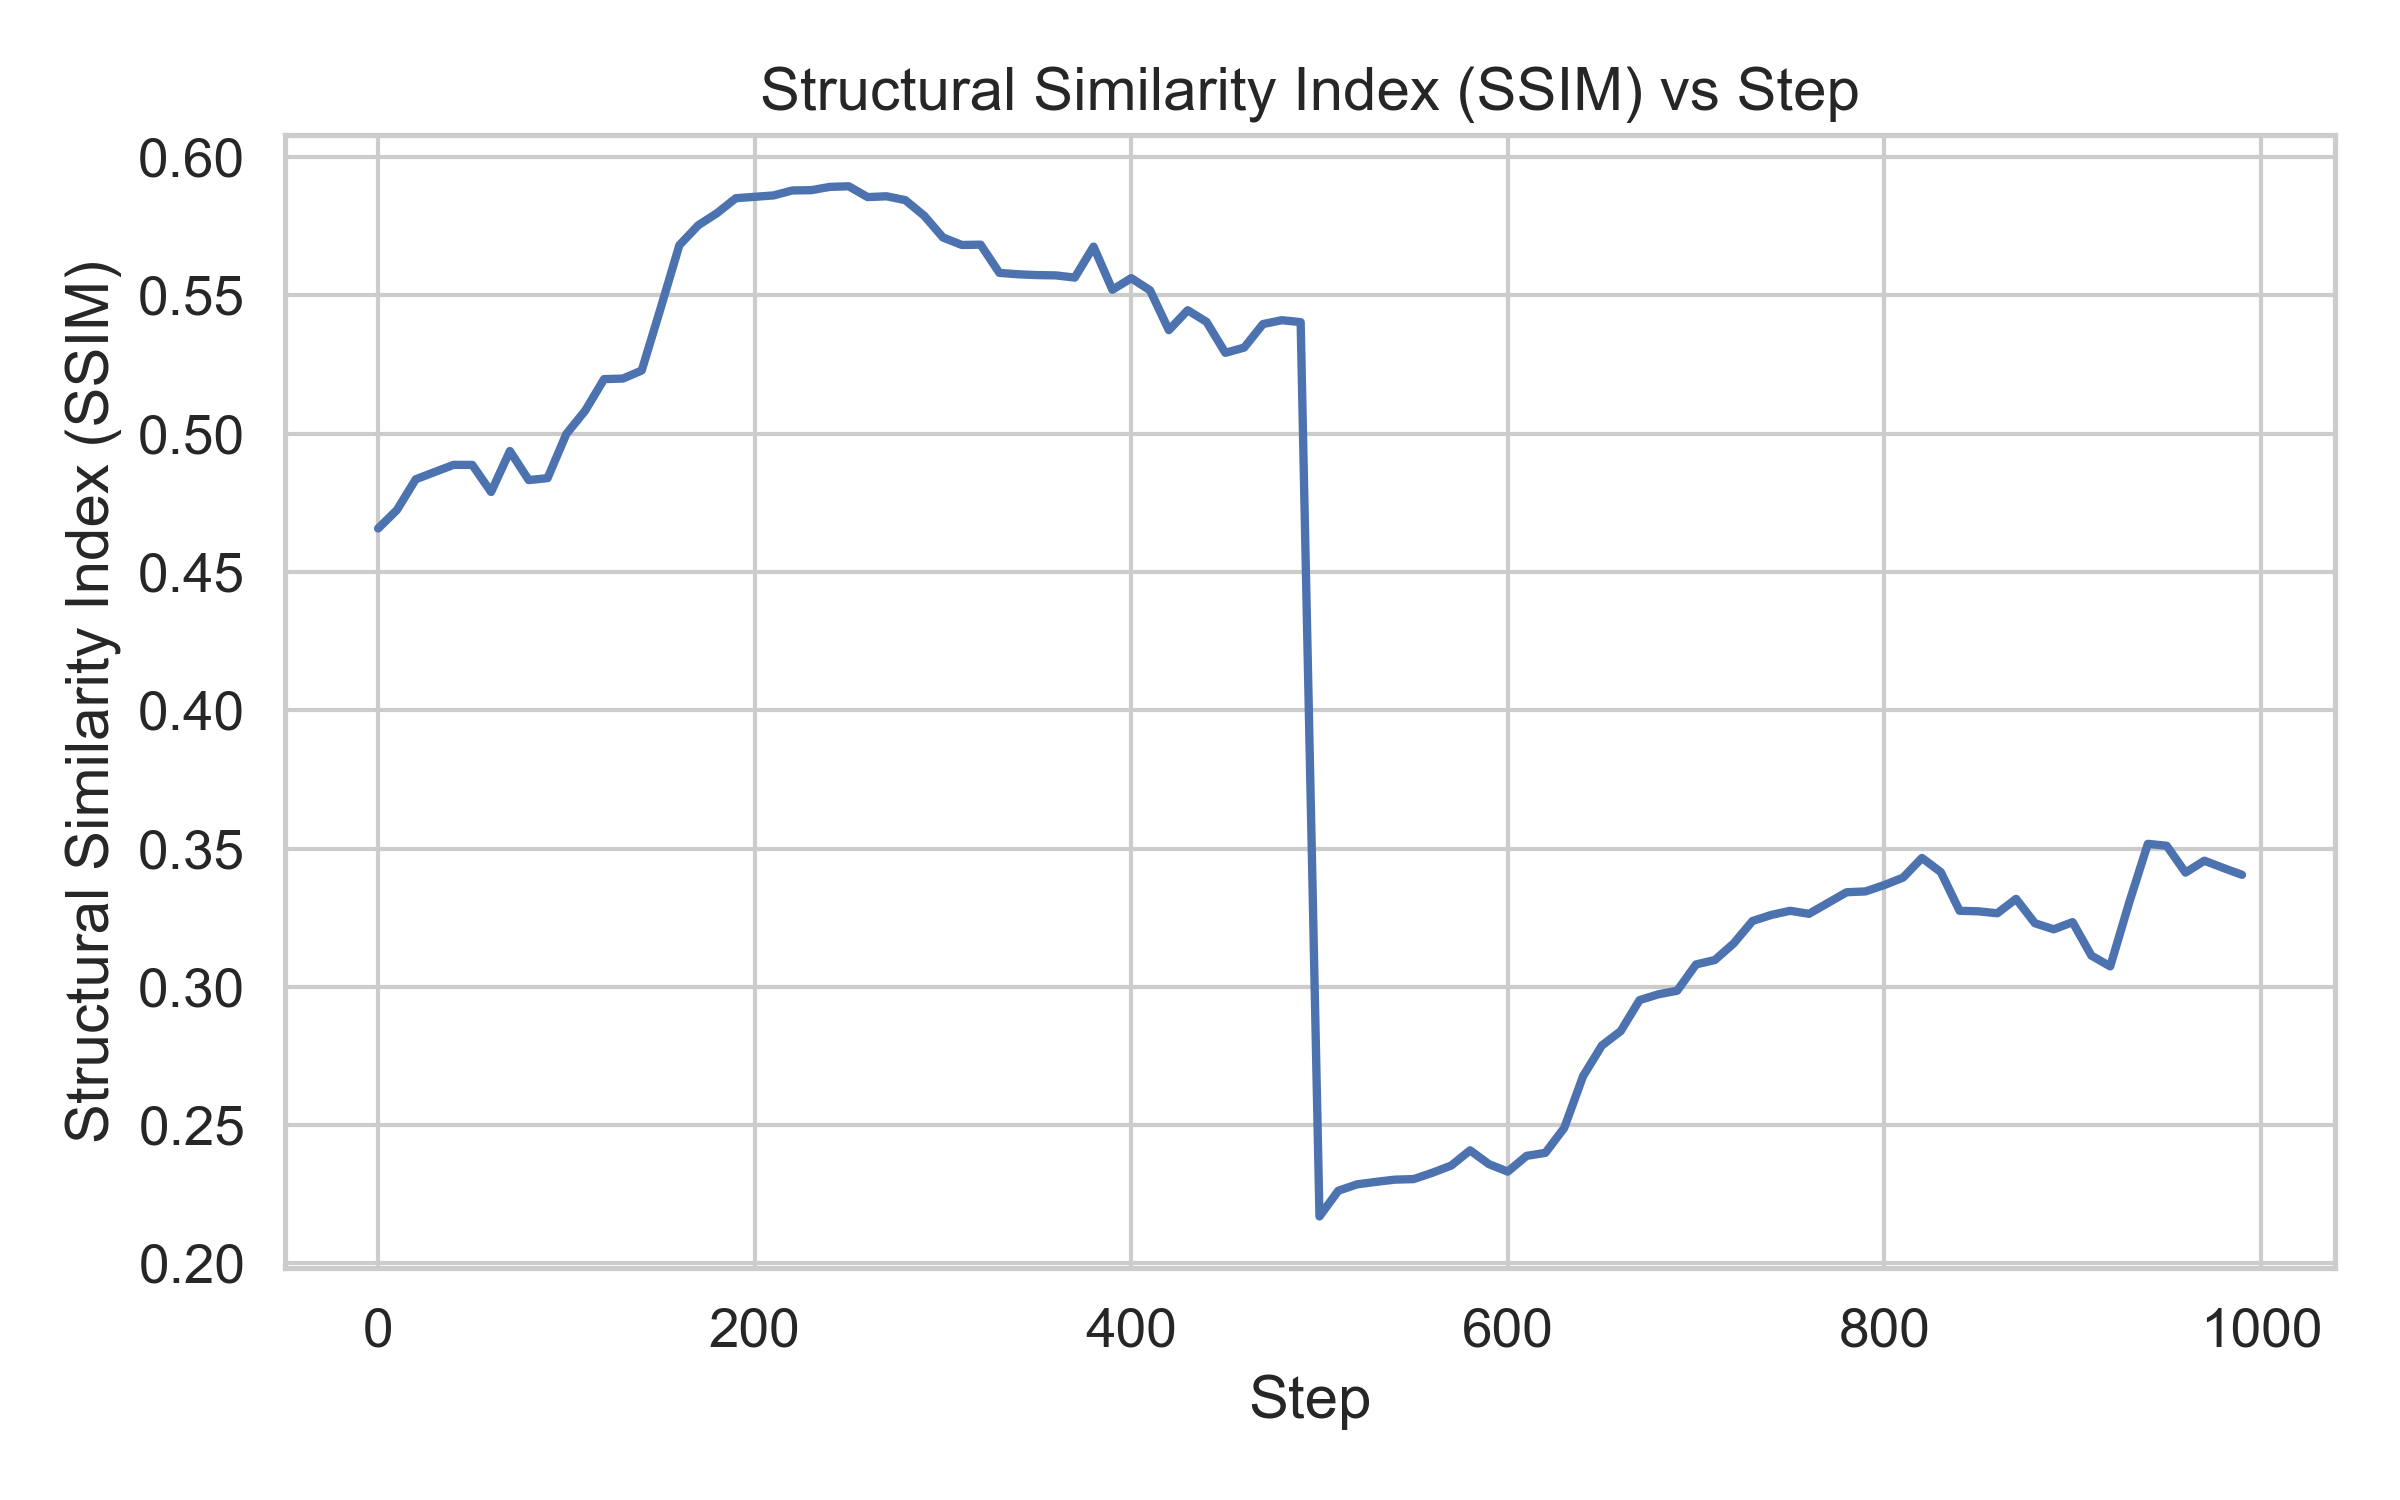 Structural Similarity Index (SSIM) vs Step
Structural Similarity Index (SSIM)
0.60
0.55
0.50
0.45
0.40
0.35
0.30
0.25
0.20
0 200 400 600 800 1000
Step